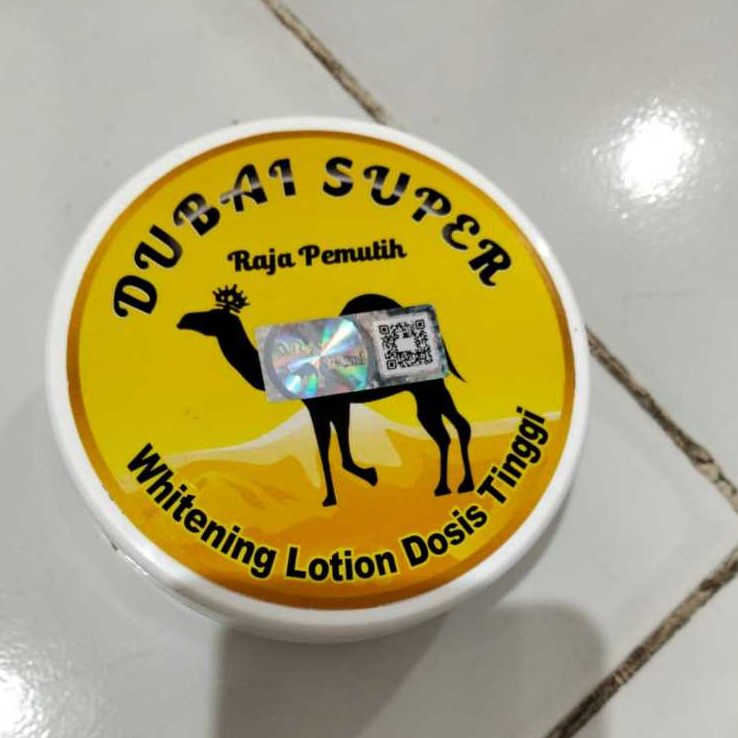 DUBAI SUPER
Raja Pemutih
Whitening Lotion Dosis Tinggi